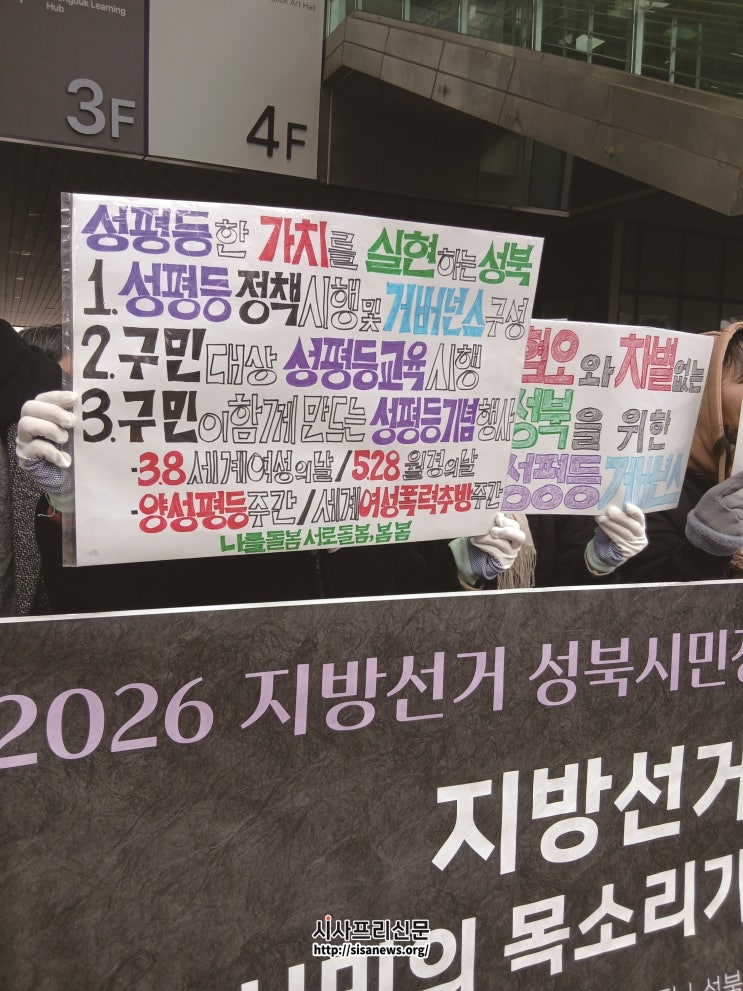 Hub
3F
4F
성평등한 가치를 실현하는 성북
1. 성평등 정책 시행 및 거버넌스 구성
2. 구민 대상 성평등교육 시행
3. 구민이 함께 만드는 성평등기념행사
·3.8 세계여성의날 / 5.28 월경의날
·양성평등주간 / 세계여성폭력추방주간
나를돌봄 서로돌봄, 봄봄
혐오와 차별없는
성북을 위한
성평등 거버넌스
2026 지방선거 성북시민
지방선거
시민의 목소리가
성북
시사프리신문
http://sisanews.org/